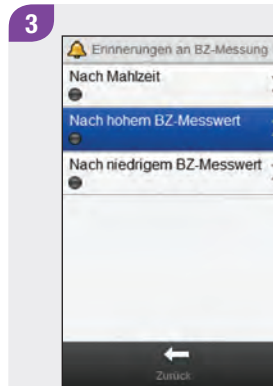 3
Erinnerungen an BZ-Messung
Nach Mahlzeit
Nach hohem BZ-Messwert
Nach niedrigem BZ-Messwert
Zurück